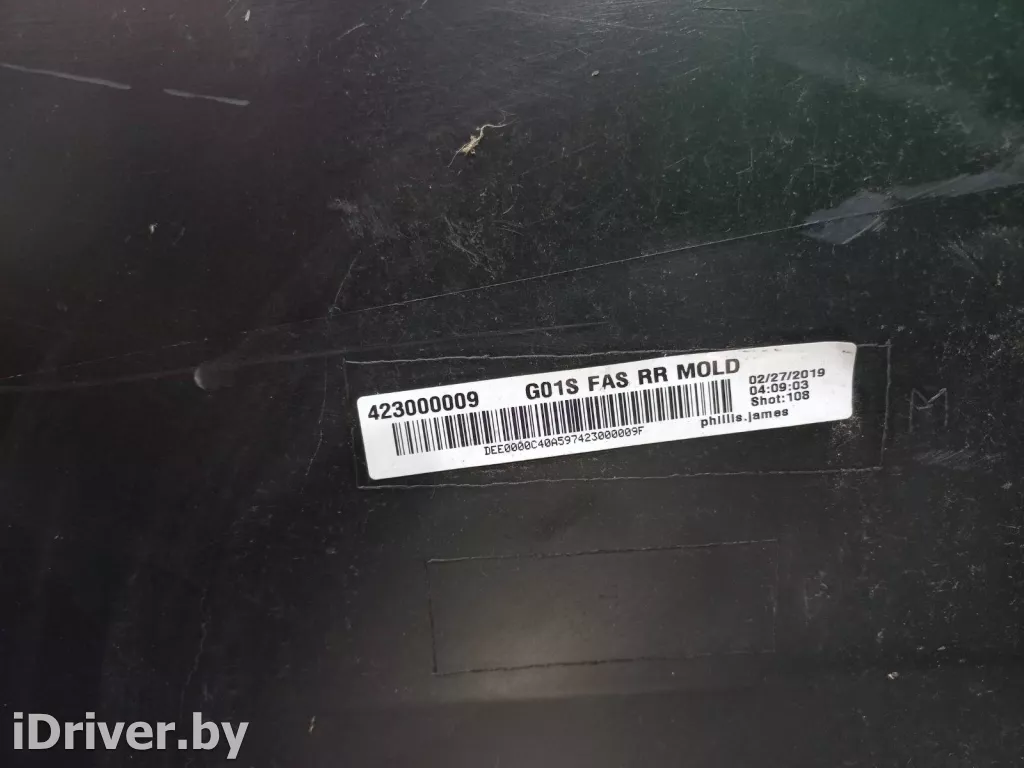 423000009 G01S FAS RR MOLD
02/27/2019
04:09:03
Shot:108
phillis.james
DEE0000C40A597423000009F
M
iDriver.by